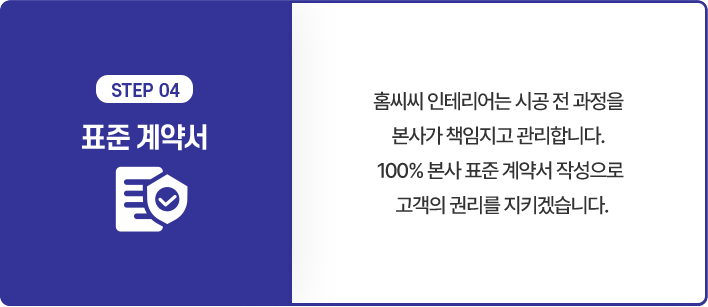 STEP 04
표준 계약서
홈씨씨 인테리어는 시공 전 과정을
본사가 책임지고 관리합니다.
100% 본사 표준 계약서 작성으로
고객의 권리를 지키겠습니다.